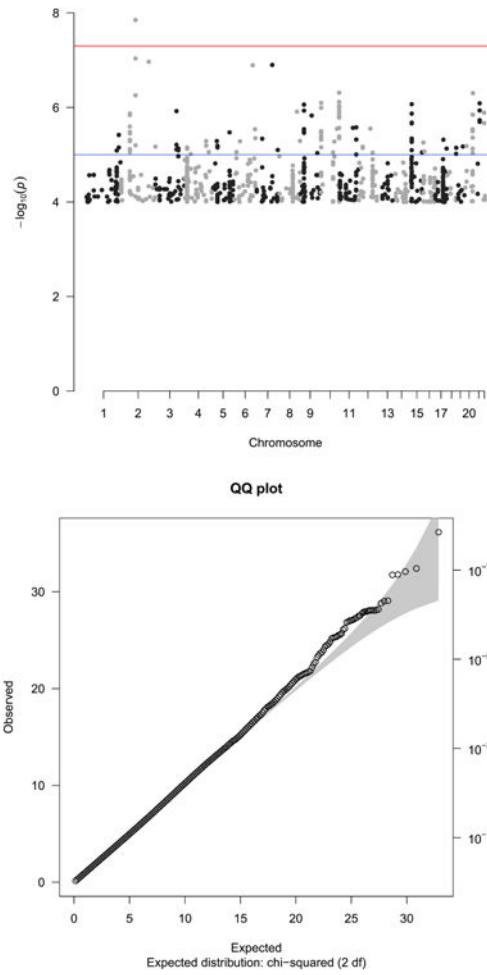 8
6
4
2
0
−log10(p)
1 2 3 4 5 6 7 8 9 11 13 15 17 20
Chromosome
QQ plot
30
20
10
0
Observed
0 5 10 15 20 25 30
Expected
Expected distribution: chi−squared (2 df)